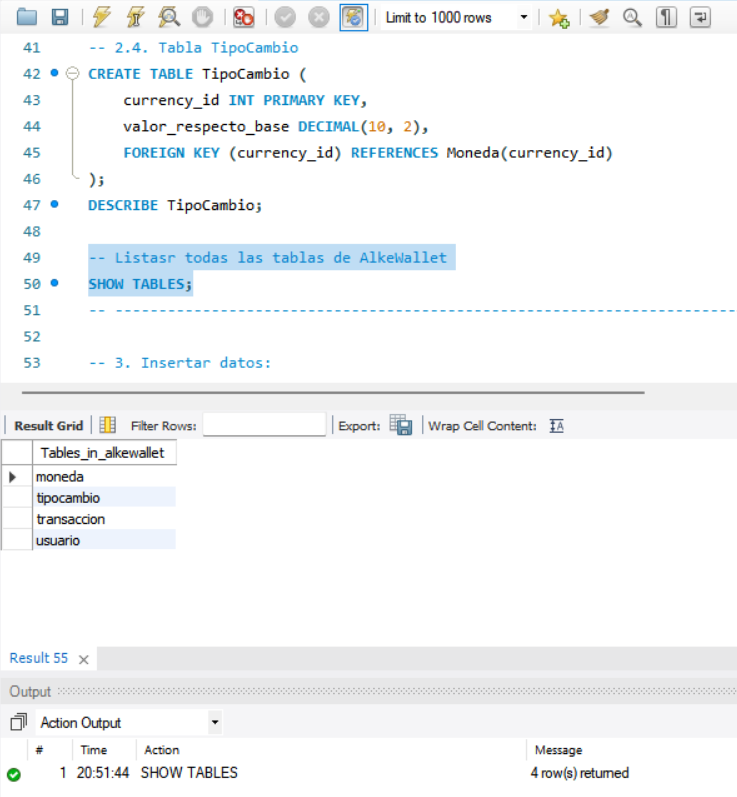 Limit to 1000 rows
41 -- 2.4. Tabla TipoCambio
42 CREATE TABLE TipoCambio (
43 currency_id INT PRIMARY KEY,
44 valor_respecto_base DECIMAL(10, 2),
45 FOREIGN KEY (currency_id) REFERENCES Moneda(currency_id)
46 );
47 DESCRIBE TipoCambio;
48
49 -- Listasr todas las tablas de AlkeWallet
50 SHOW TABLES;
51 -- -----------------------------------------------------------------------
52
53 -- 3. Insertar datos:
Result Grid Filter Rows: Export: Wrap Cell Content: IA
Tables_in_alkewallet
moneda
tipocambio
transaccion
usuario
Result 55 ×
Output
Action Output
# Time Action Message
1 20:51:44 SHOW TABLES 4 row(s) returned